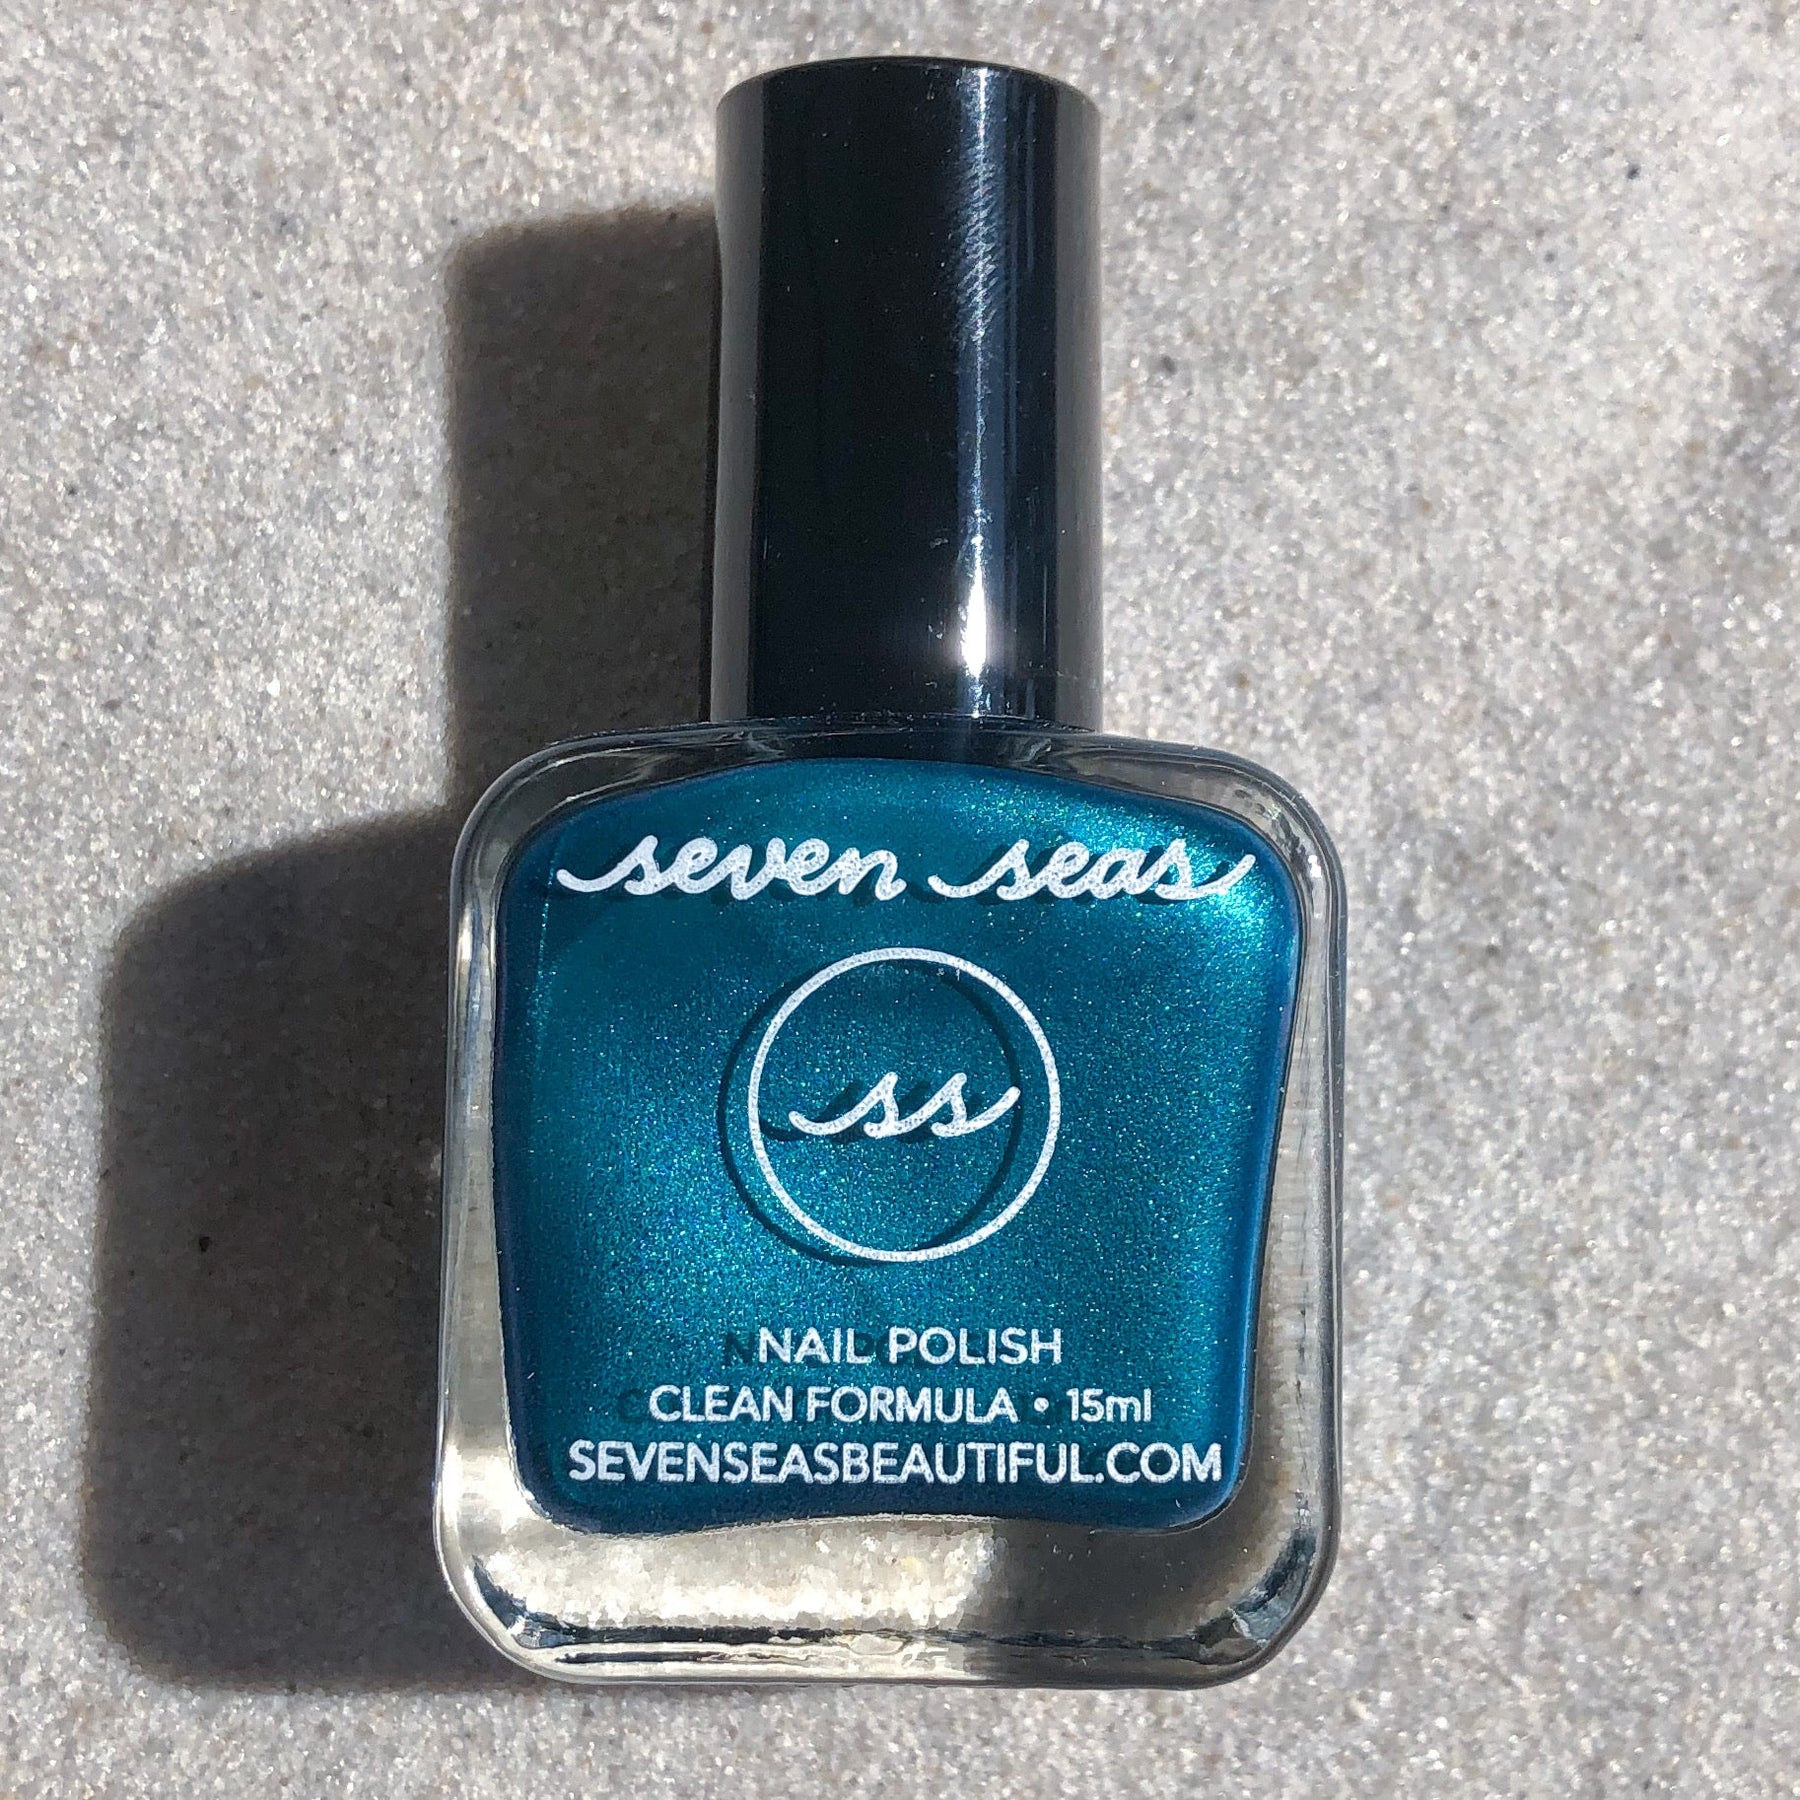 seven seas
ss
NAIL POLISH
CLEAN FORMULA • 15ml
SEVENSEASBEAUTIFUL.COM